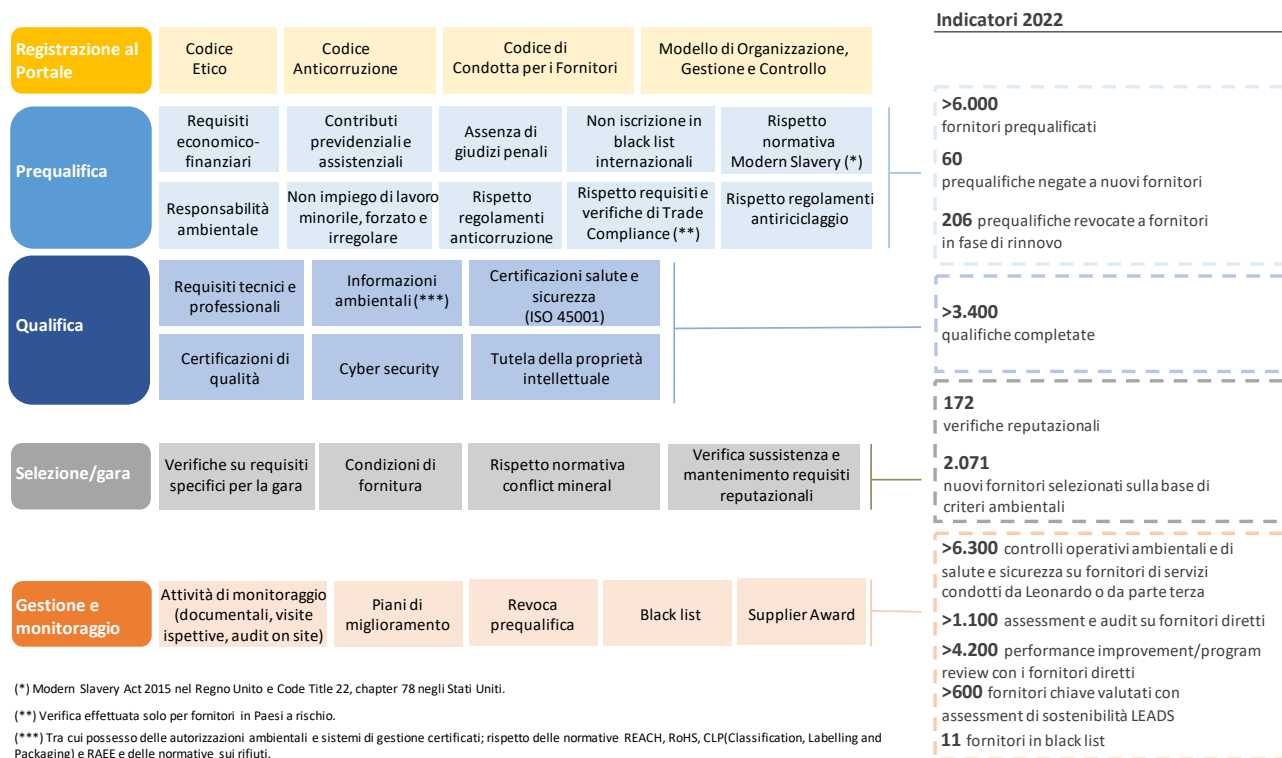 Indicatori 2022
Registrazione al
Portale
Codice
Etico
Codice
Anticorruzione
Codice di
Condotta per i Fornitori
Modello di Organizzazione,
Gestione e Controllo
Prequalifica
Requisiti
economico-
finanziari
Contributi
previdenziali e
assistenziali
Assenza di
giudizi penali
Non iscrizione in
black list
internazionali
Rispetto
normativa
Modern Slavery (*)
Responsabilità
ambientale
Non impiego di lavoro
minorile, forzato e
irregolare
Rispetto
regolamenti
anticorruzione
Rispetto requisiti e
verifiche di Trade
Compliance (**)
Rispetto regolamenti
antiriciclaggio
>6.000
fornitori prequalificati
60
prequalifiche negate a nuovi fornitori
206 prequalifiche revocate a fornitori
in fase di rinnovo
Qualifica
Requisiti tecnici e
professionali
Informazioni
ambientali (***)
Certificazioni salute e
sicurezza
(ISO 45001)
Certificazioni di
qualità
Cyber security
Tutela della proprietà
intellettuale
>3.400
qualifiche completate
Selezione/gara
Verifiche su requisiti
specifici per la gara
Condizioni di
fornitura
Rispetto normativa
conflict mineral
Verifica sussistenza e
mantenimento requisiti
reputazionali
172
verifiche reputazionali
2.071
nuovi fornitori selezionati sulla base di
criteri ambientali
Gestione e
monitoraggio
Attività di monitoraggio
(documentali, visite
ispettive, audit on site)
Piani di
miglioramento
Revoca
prequalifica
Black list
Supplier Award
>6.300 controlli operativi ambientali e di
salute e sicurezza su fornitori di servizi
condotti da Leonardo o da parte terza
>1.100 assessment e audit su fornitori diretti
>4.200 performance improvement/program
review con i fornitori diretti
>600 fornitori chiave valutati con
assessment di sostenibilità LEADS
11 fornitori in black list
(*) Modern Slavery Act 2015 nel Regno Unito e Code Title 22, chapter 78 negli Stati Uniti.
(**) Verifica effettuata solo per fornitori in Paesi a rischio.
(***) Tra cui possesso delle autorizzazioni ambientali e sistemi di gestione certificati; rispetto delle normative REACH, RoHS, CLP(Classification, Labelling and
Packaging) e RAEE e delle normative sui rifiuti.